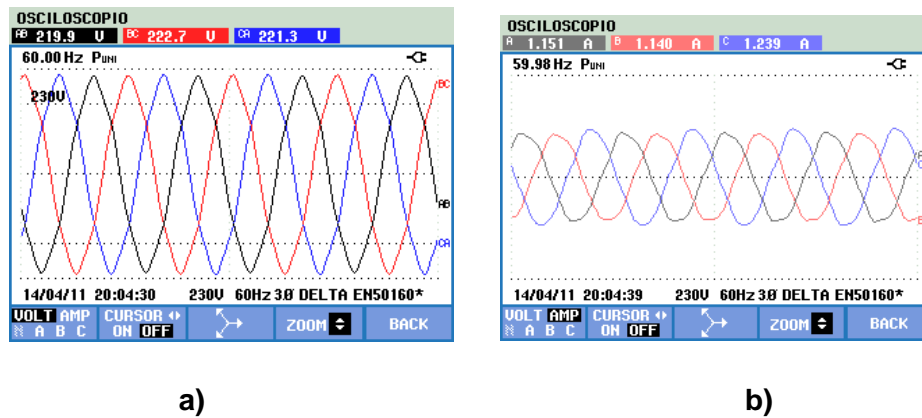 OSCILOSCOPIO
AB 219.9 V BC 222.7 V CA 221.3 V
60.00 Hz PUNI
230V
BC
AB
CA
14/04/11 20:04:30 230V 60Hz 3Ø DELTA EN50160*
VOLT AMP CURSOR ZOOM BACK
N A B C ON OFF
a)
OSCILOSCOPIO
A 1.151 A B 1.140 A C 1.239 A
59.98 Hz PUNI
A
C
B
14/04/11 20:04:39 230V 60Hz 3Ø DELTA EN50160*
VOLT AMP CURSOR ZOOM BACK
N A B C ON OFF
b)